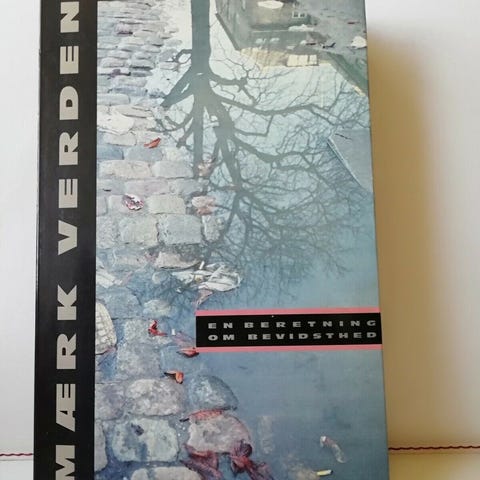 MÆRK VERDEN
EN BERETNING
OM BEVIDSTHED